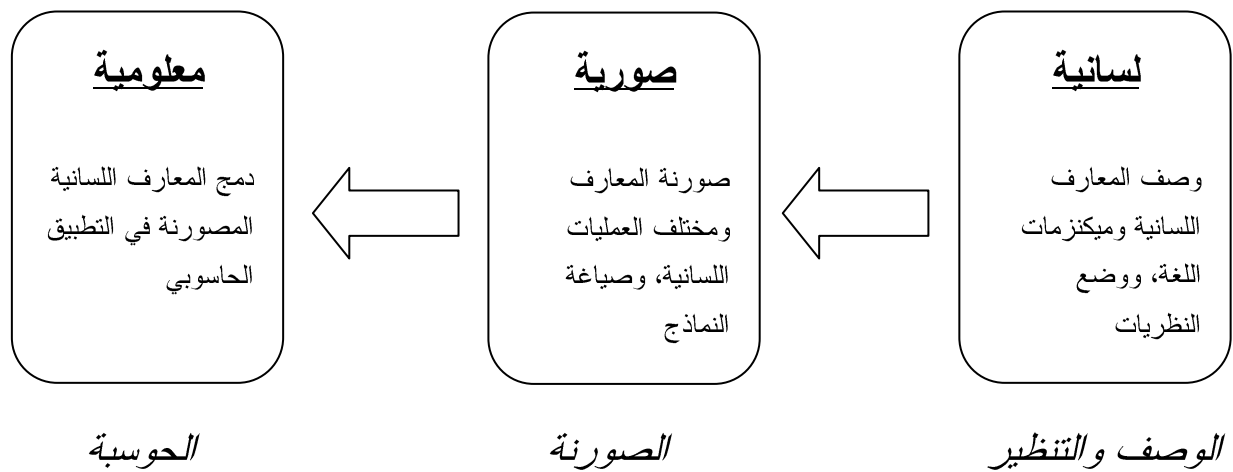 لسانية
وصف المعارف
اللسانية وميكنزمات
اللغة، ووضع
النظريات
الوصف والتنظير
صورية
صورنة المعارف
ومختلف العمليات
اللسانية، وصياغة
النماذج
الصورنة
معلومية
دمج المعارف اللسانية
المصورنة في التطبيق
الحاسوبي
الحوسبة